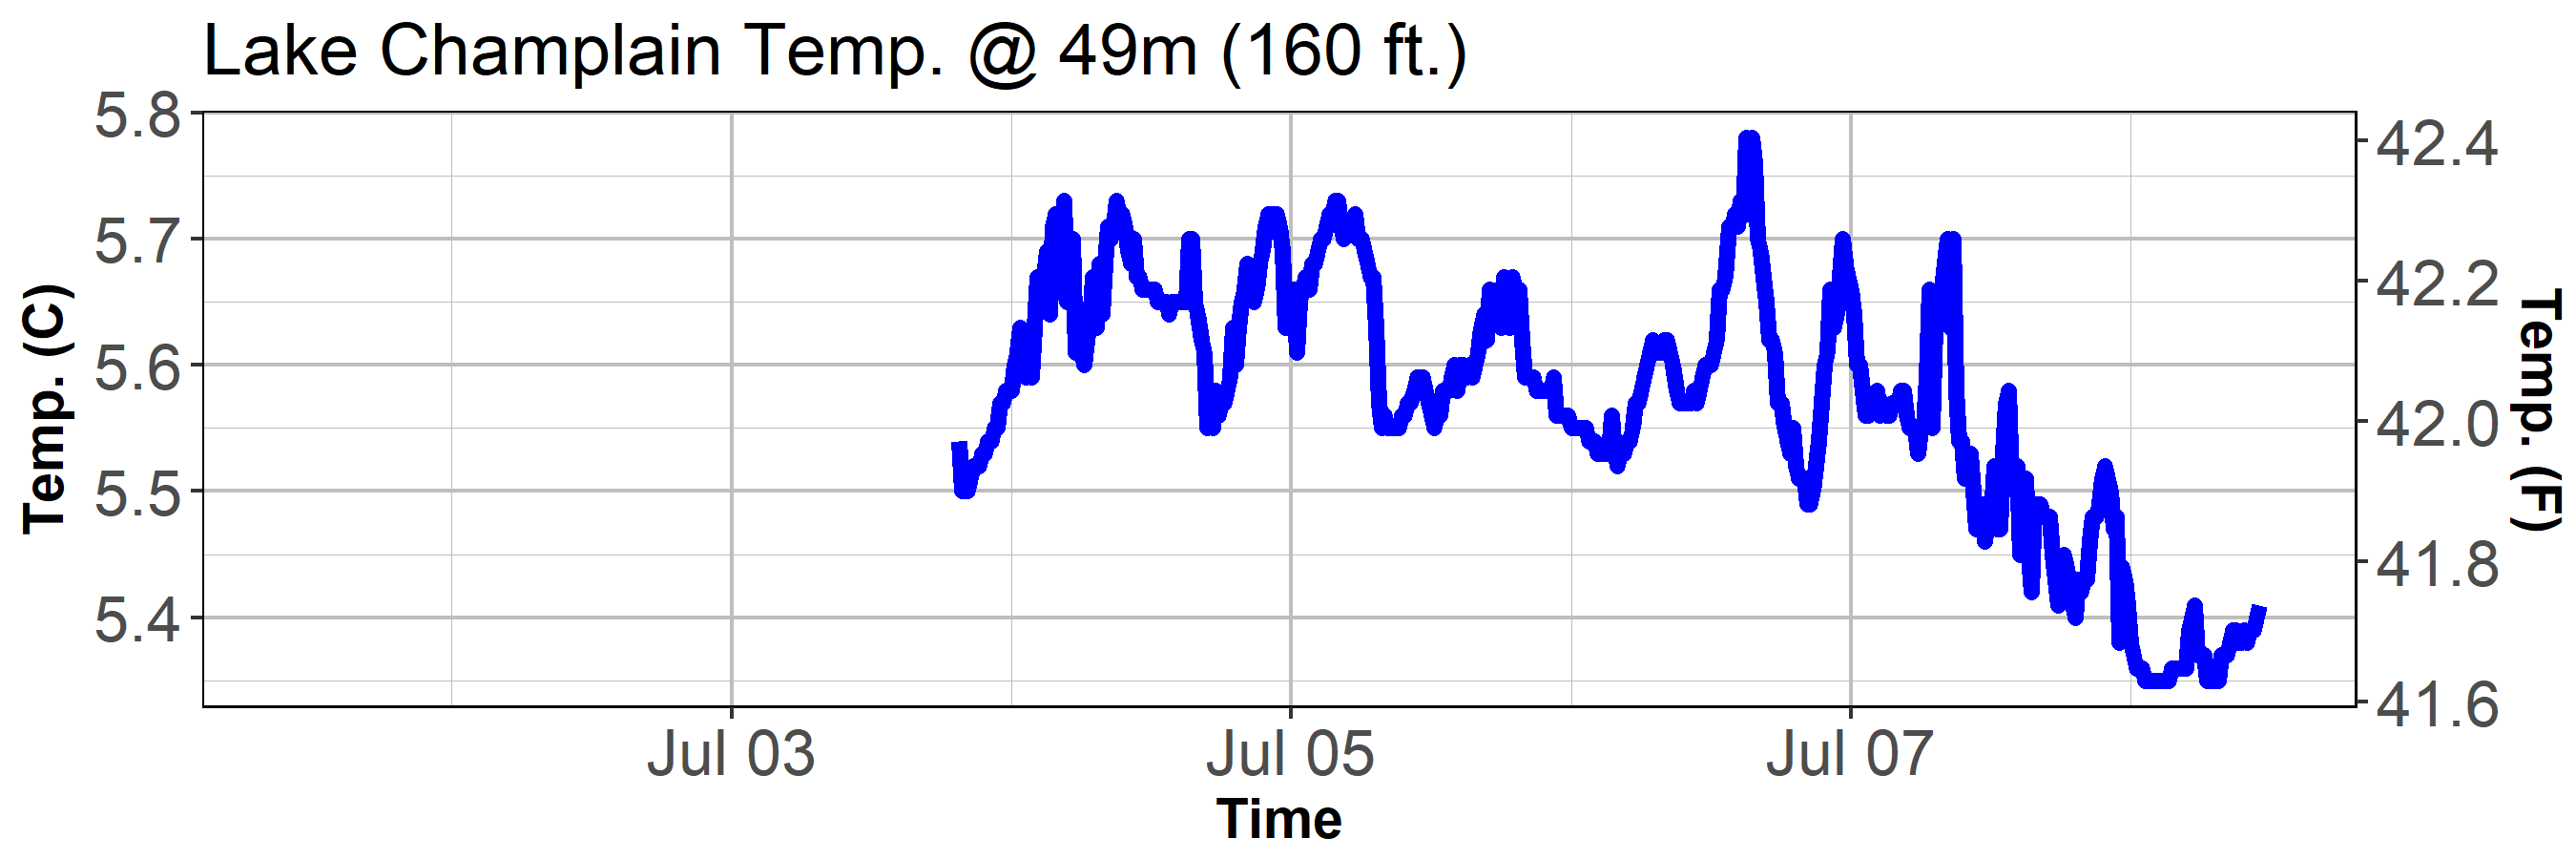 Lake Champlain Temp. @ 49m (160 ft.)
Temp. (C)
5.8
5.7
5.6
5.5
5.4
42.4
42.2
42.0
41.8
41.6
Temp. (F)
Jul 03
Jul 05
Jul 07
Time